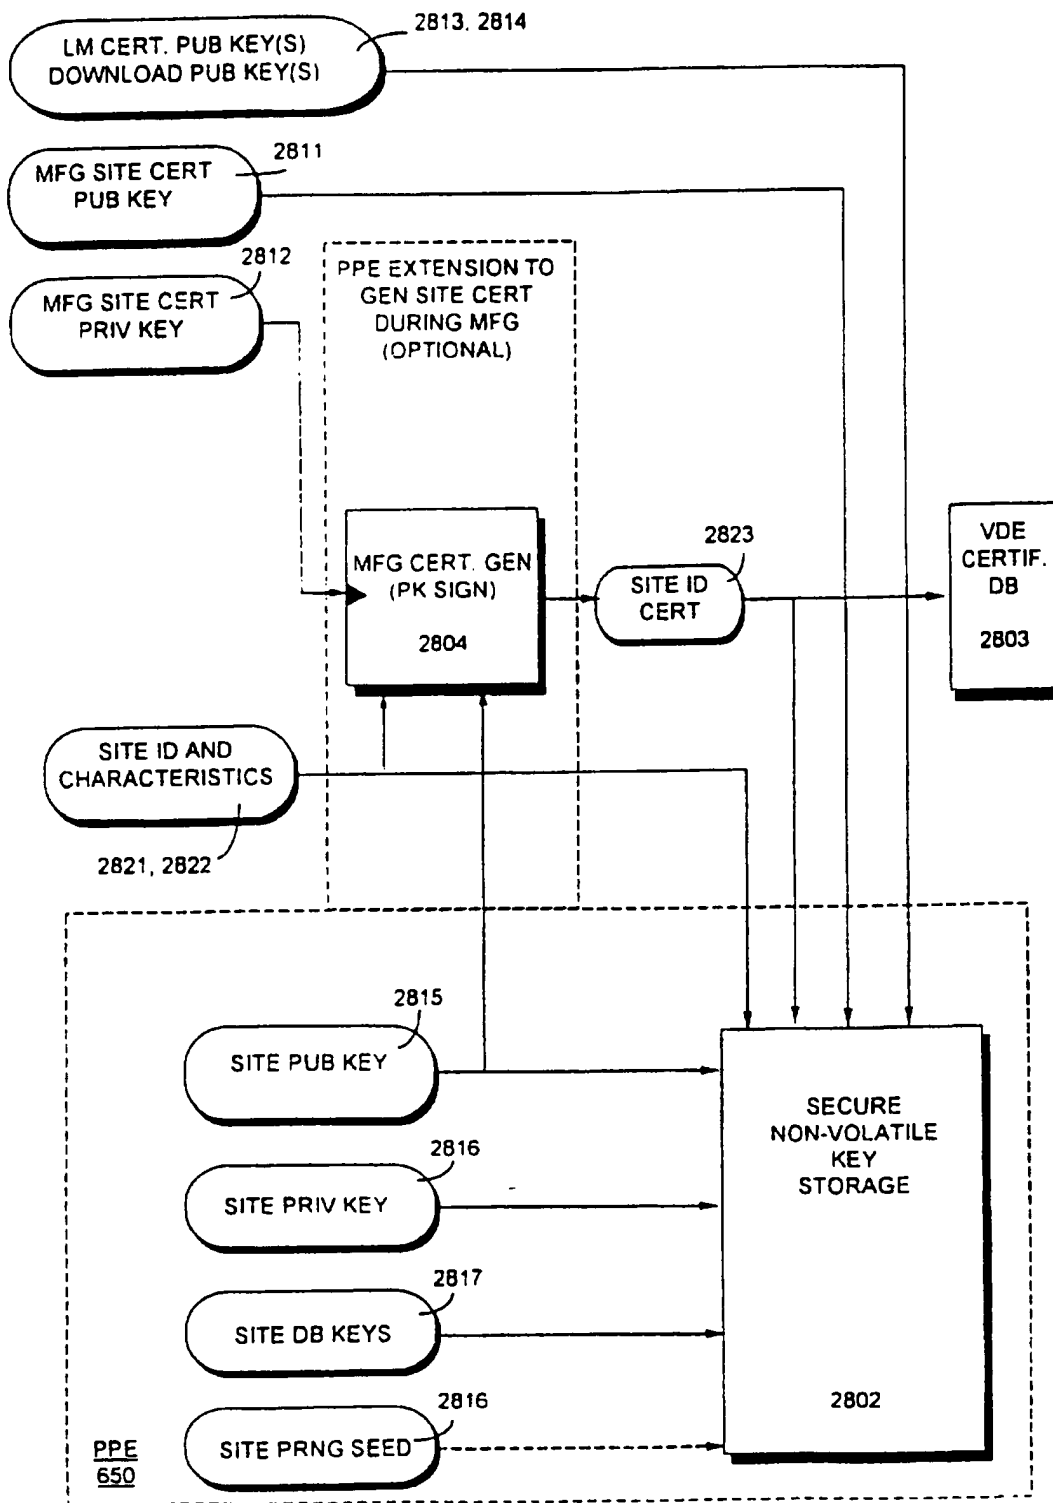 2813, 2814
LM CERT. PUB KEY(S)
DOWNLOAD PUB KEY(S)
2811
MFG SITE CERT
PUB KEY
2812
MFG SITE CERT
PRIV KEY
PPE EXTENSION TO
GEN SITE CERT
DURING MFG
(OPTIONAL)
MFG CERT. GEN
(PK SIGN)
2804
2823
SITE ID
CERT
VDE
CERTIF.
DB
2803
SITE ID AND
CHARACTERISTICS
2821, 2822
2815
SITE PUB KEY
2816
SITE PRIV KEY
2817
SITE DB KEYS
2816
SITE PRNG SEED
SECURE
NON-VOLATILE
KEY
STORAGE
2802
PPE
650